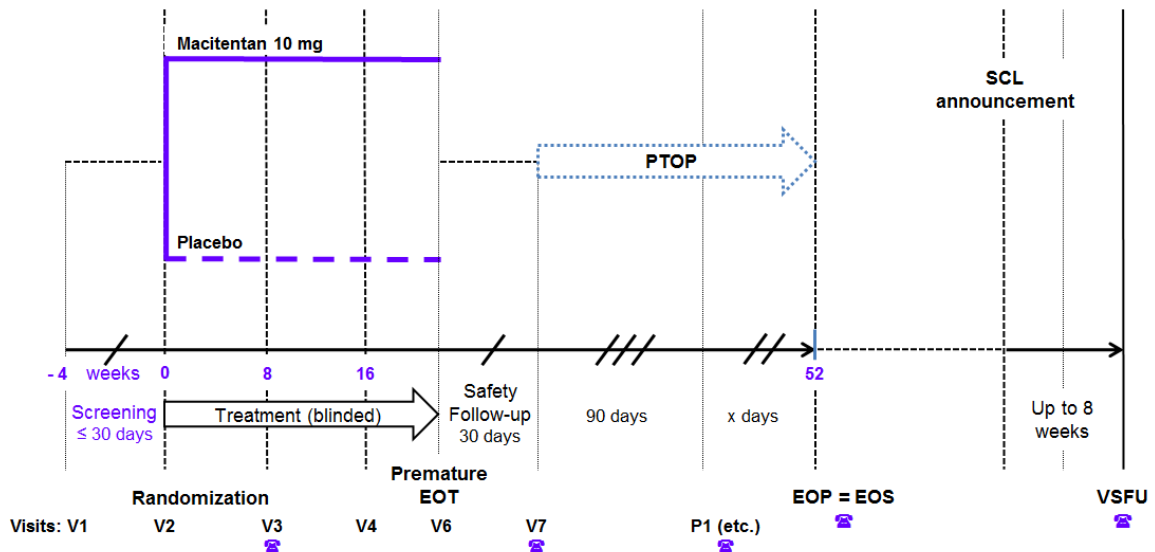 Macitentan 10 mg
SCL
announcement
PTOP
Placebo
- 4 weeks 0 8 16 52
Screening
≤ 30 days
Treatment (blinded)
Safety
Follow-up
30 days
90 days
x days
Up to 8
weeks
Premature
Randomization EOT EOP = EOS VSFU
Visits: V1 V2 V3 V4 V6 V7 P1 (etc.)